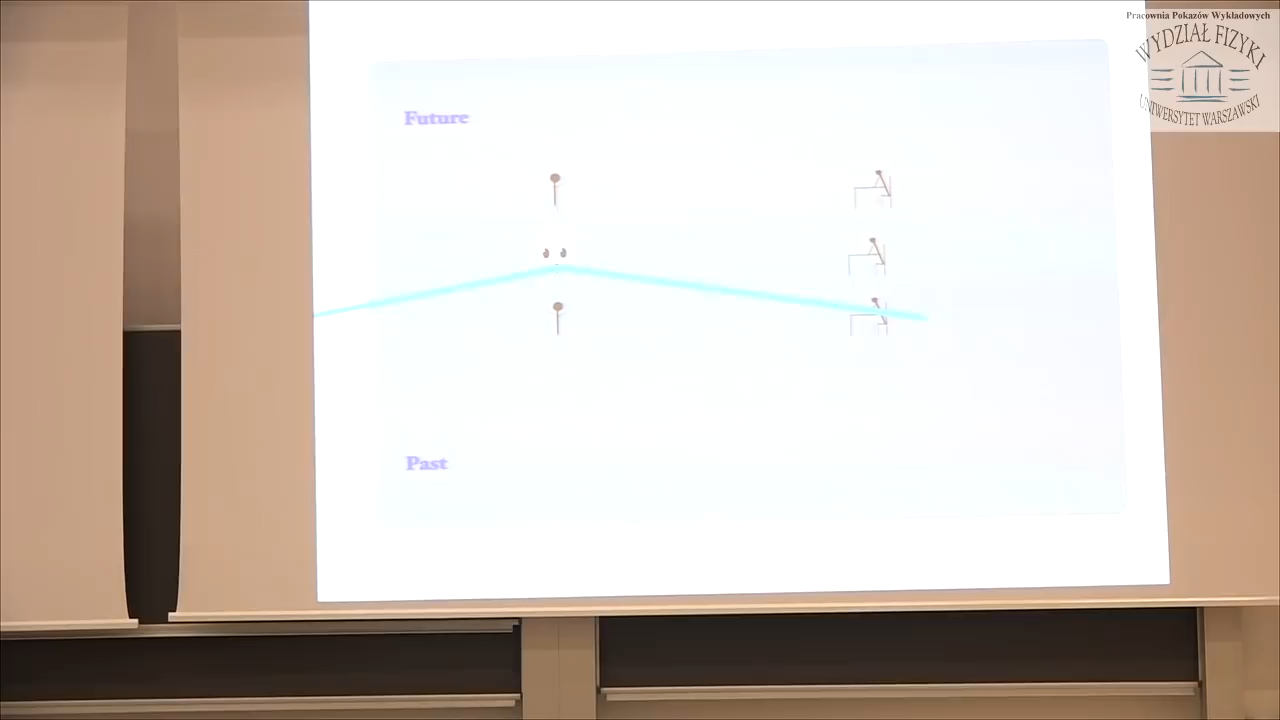 Pracownia Pokazów Wykładowych
WYDZIAŁ FIZYKI
UNIWERSYTET WARSZAWSKI
Future
Past